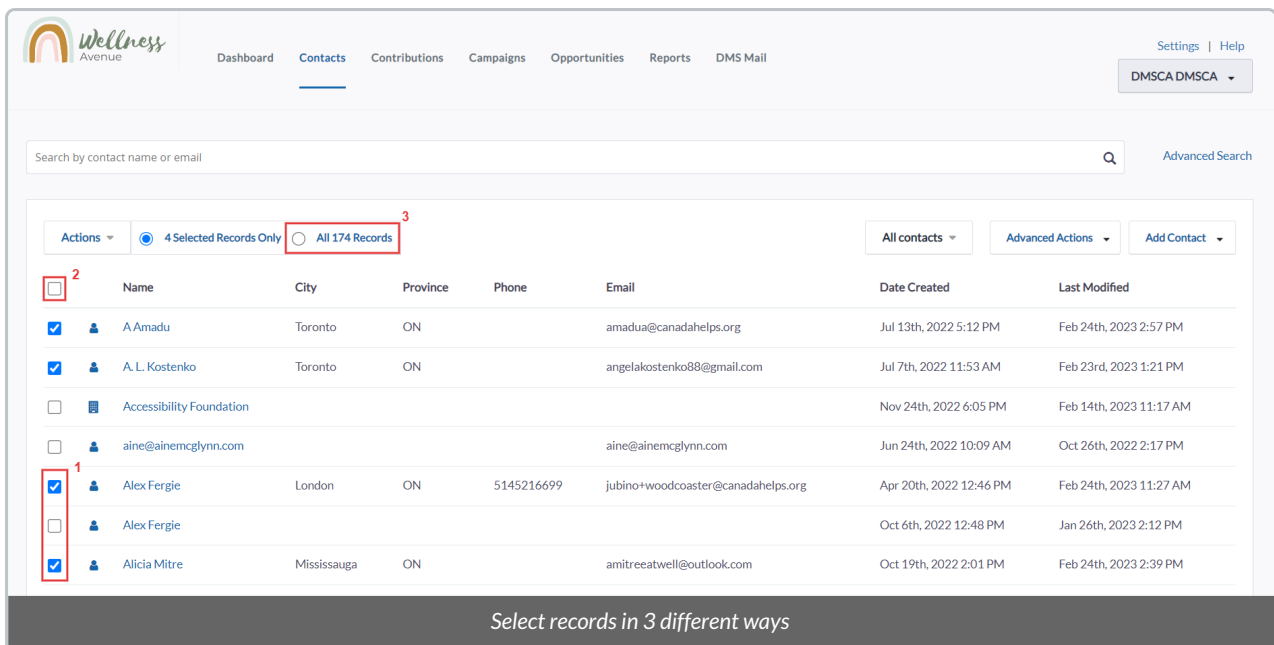 Wellness
Avenue
Dashboard Contacts Contributions Campaigns Opportunities Reports DMS Mail
Settings | Help
DMSCA DMSCA
Search by contact name or email
Advanced Search
Actions 4 Selected Records Only All 174 Records 3 All contacts Advanced Actions Add Contact
2 Name City Province Phone Email Date Created Last Modified
A Amadu Toronto ON amadua@canadahelps.org Jul 13th, 2022 5:12 PM Feb 24th, 2023 2:57 PM
A. L. Kostenko Toronto ON angelakostenko88@gmail.com Jul 7th, 2022 11:53 AM Feb 23rd, 2023 1:21 PM
Accessibility Foundation Nov 24th, 2022 6:05 PM Feb 14th, 2023 11:17 AM
aine@ainemcglynn.com aine@ainemcglynn.com Jun 24th, 2022 10:09 AM Oct 26th, 2022 2:17 PM
1
Alex Fergie London ON 5145216699 jubino+woodcoaster@canadahelps.org Apr 20th, 2022 12:46 PM Feb 24th, 2023 11:27 AM
Alex Fergie Oct 6th, 2022 12:48 PM Jan 26th, 2023 2:12 PM
Alicia Mitre Mississauga ON amitreeatwell@outlook.com Oct 19th, 2022 2:01 PM Feb 24th, 2023 2:39 PM
Select records in 3 different ways